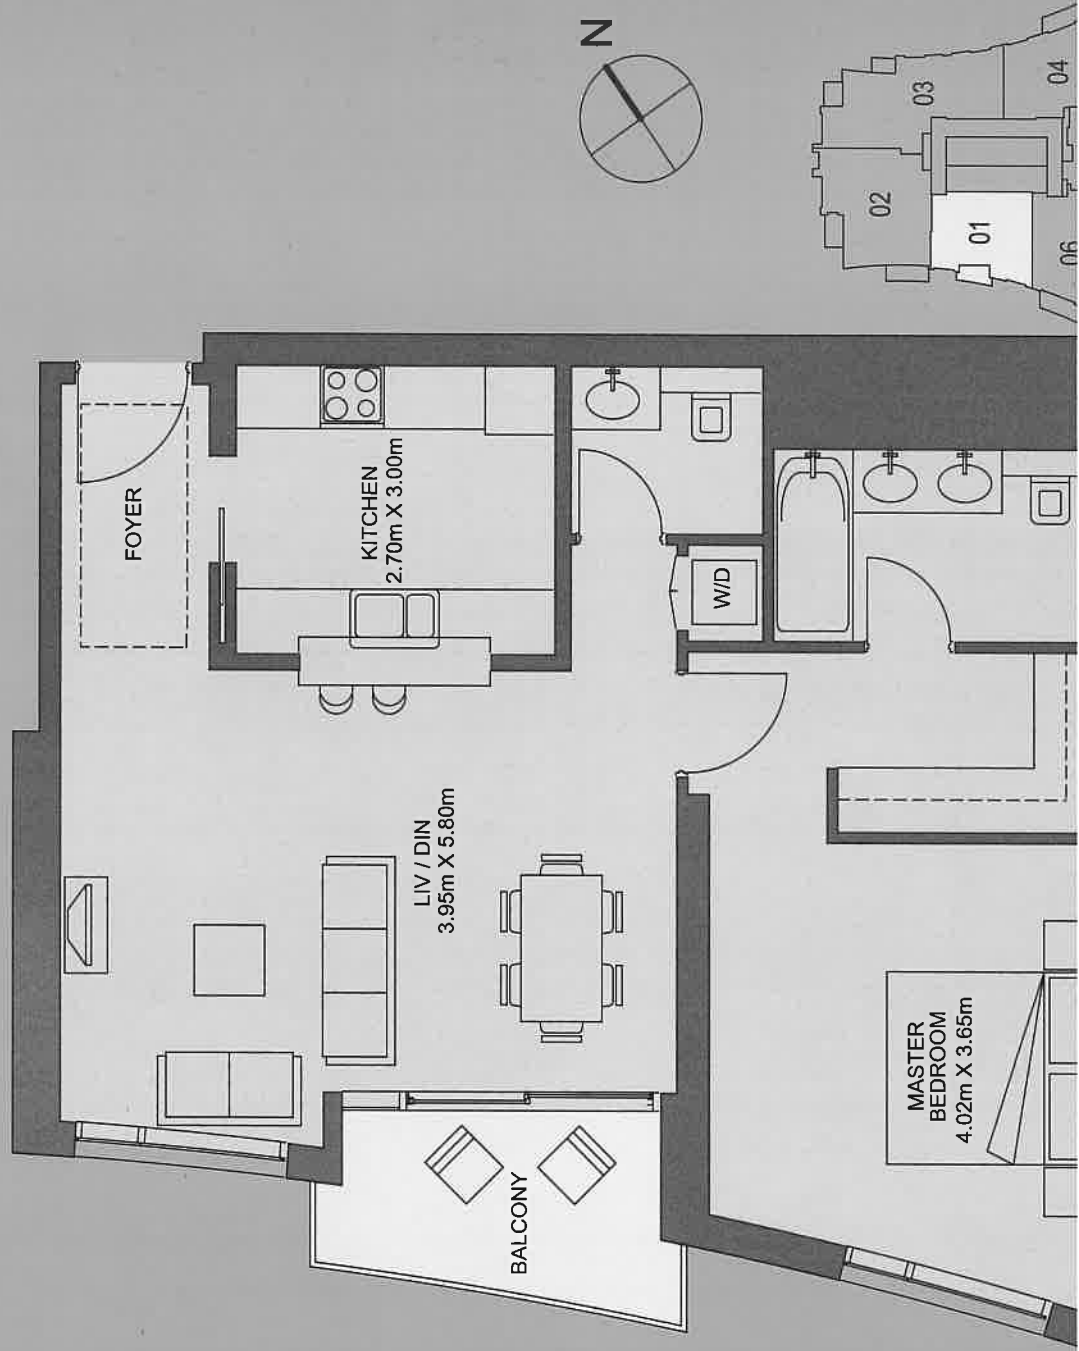 N
03
04
02
01
06
FOYER
KITCHEN
2.70m X 3.00m
W/D
LIV / DIN
3.95m X 5.80m
MASTER
BEDROOM
4.02m X 3.65m
BALCONY